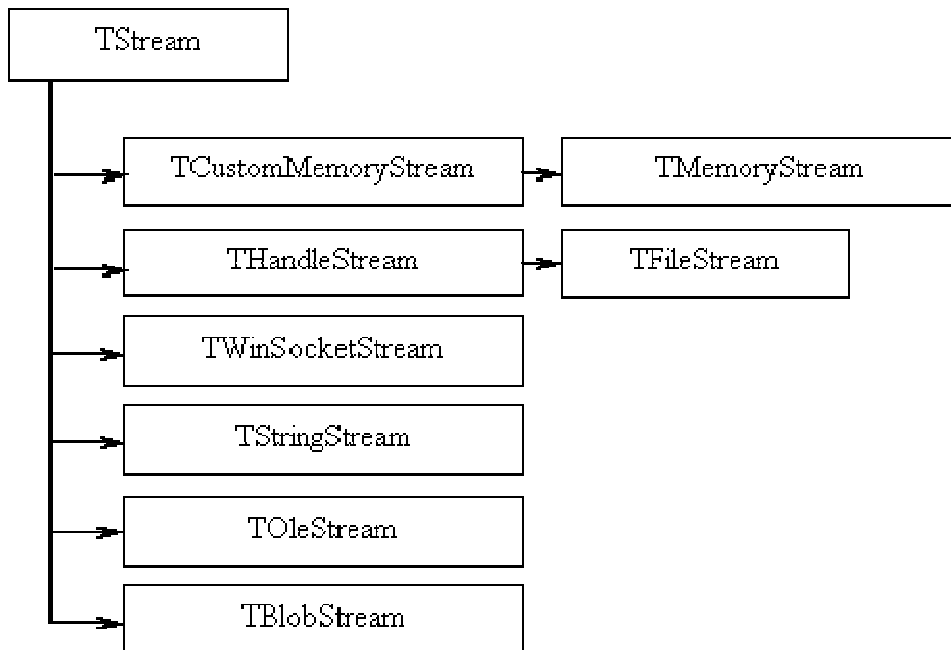 TStream
TCustomMemoryStream
TMemoryStream
THandleStream
TFileStream
TWinSocketStream
TStringStream
TOleStream
TBlobStream